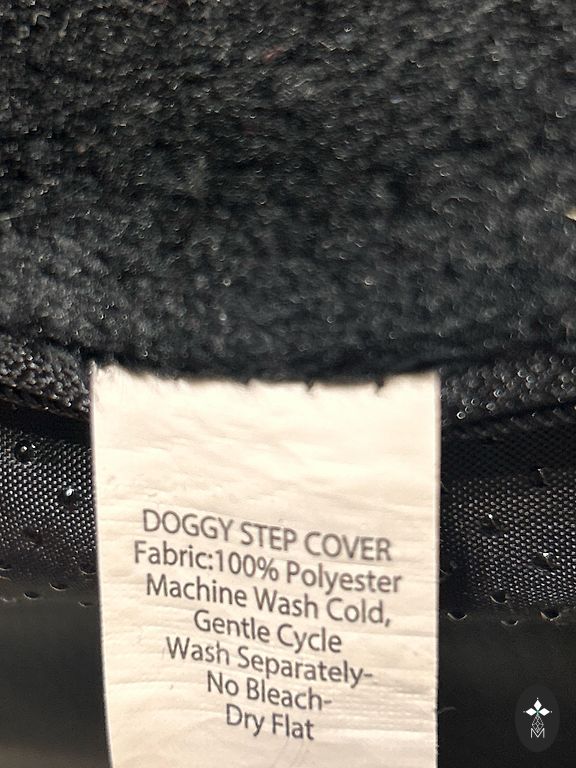 DOGGY STEP COVER
Fabric:100% Polyester
Machine Wash Cold,
Gentle Cycle
Wash Separately-
No Bleach-
Dry Flat
M